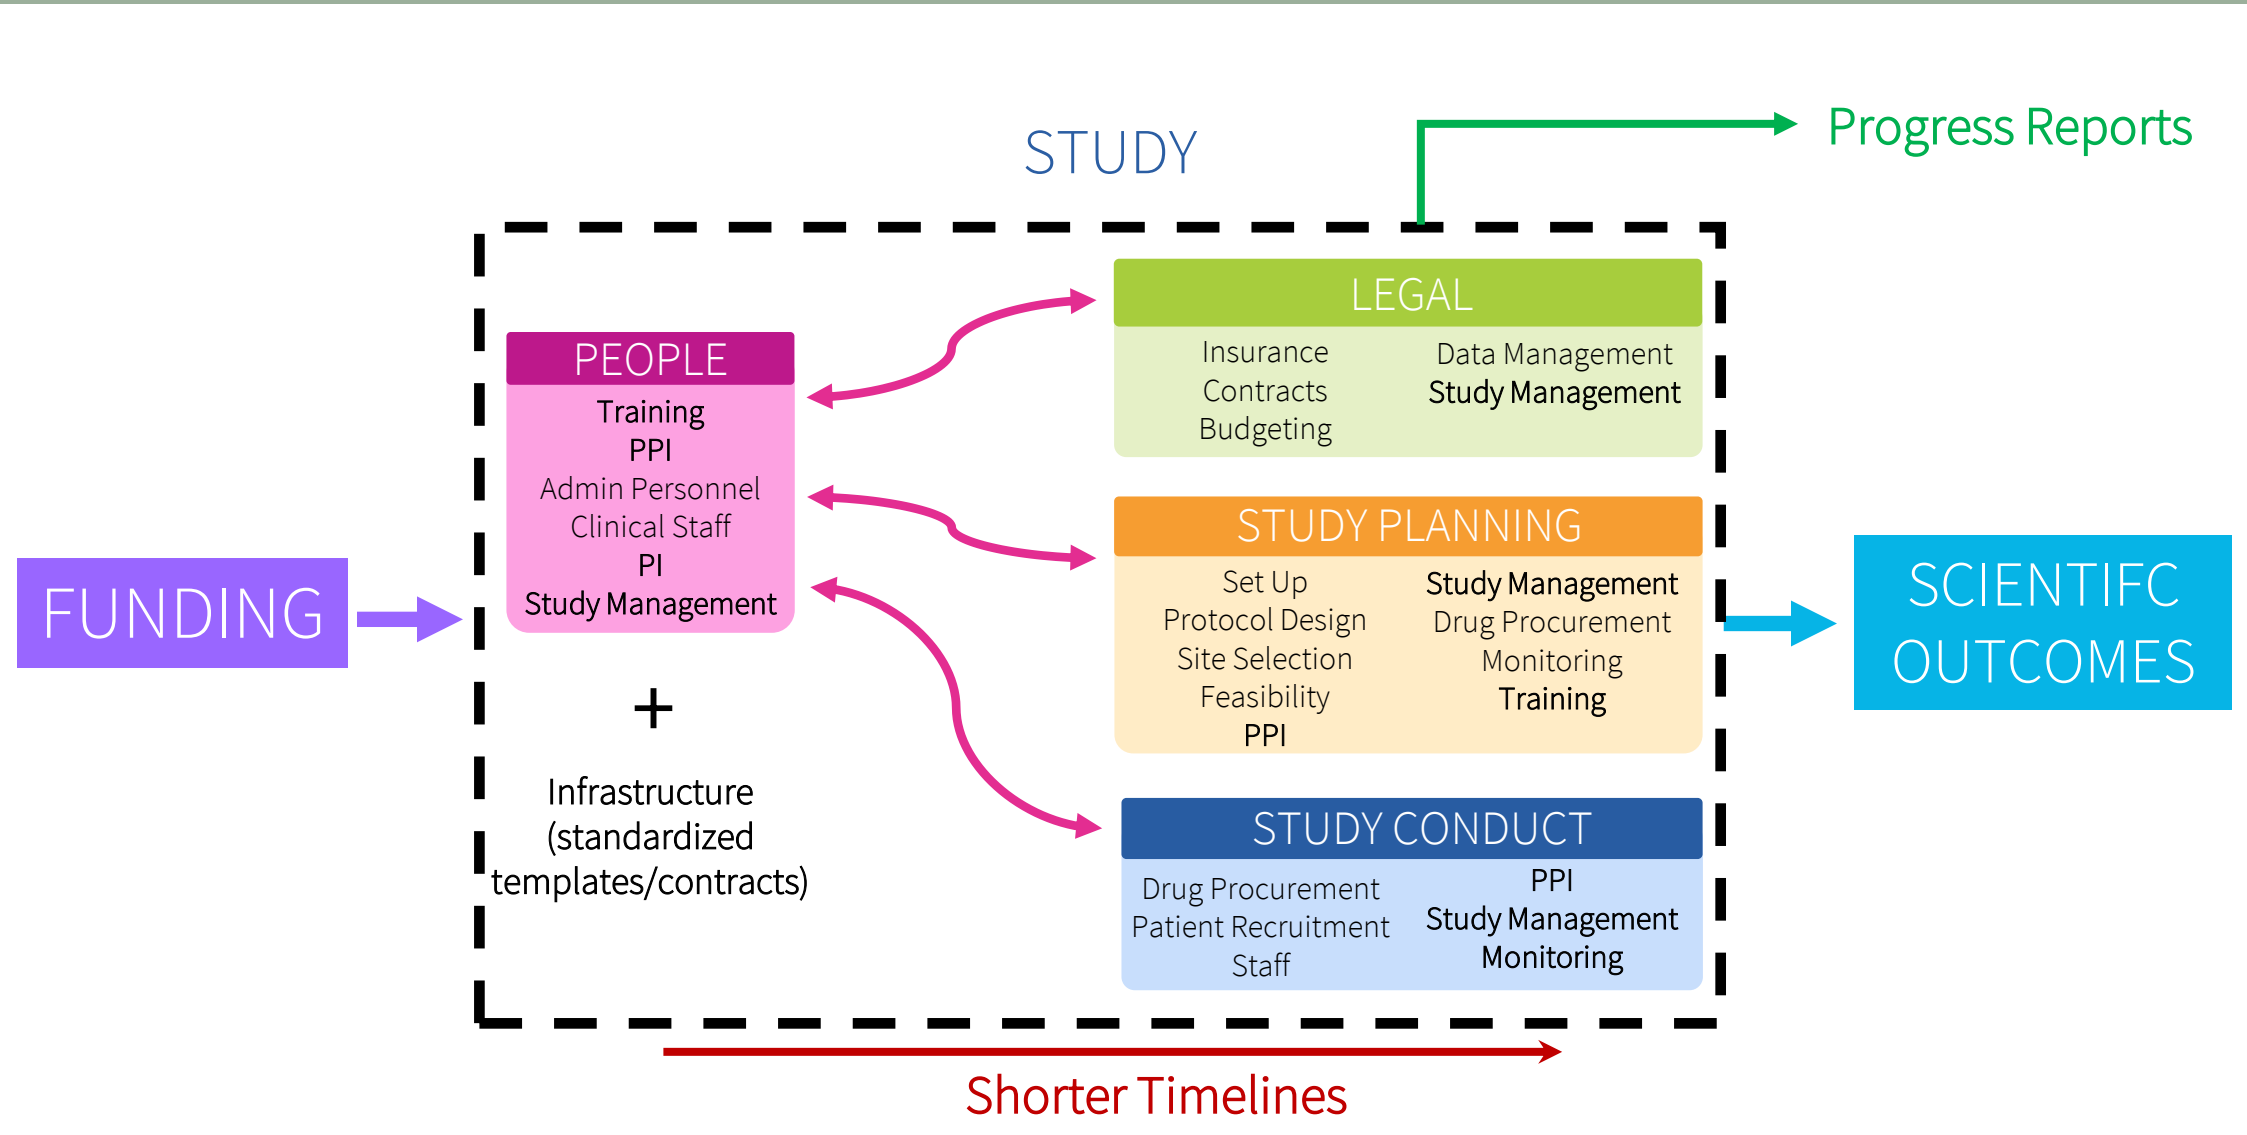 Progress Reports
STUDY
LEGAL
Insurance
Contracts
Budgeting
Data Management
Study Management
PEOPLE
Training
PPI
Admin Personnel
Clinical Staff
PI
Study Management
+
Infrastructure
(standardized
templates/contracts)
FUNDING
STUDY PLANNING
Set Up
Protocol Design
Site Selection
Feasibility
PPI
Study Management
Drug Procurement
Monitoring
Training
STUDY CONDUCT
Drug Procurement
Patient Recruitment
Staff
PPI
Study Management
Monitoring
SCIENTIFC
OUTCOMES
Shorter Timelines